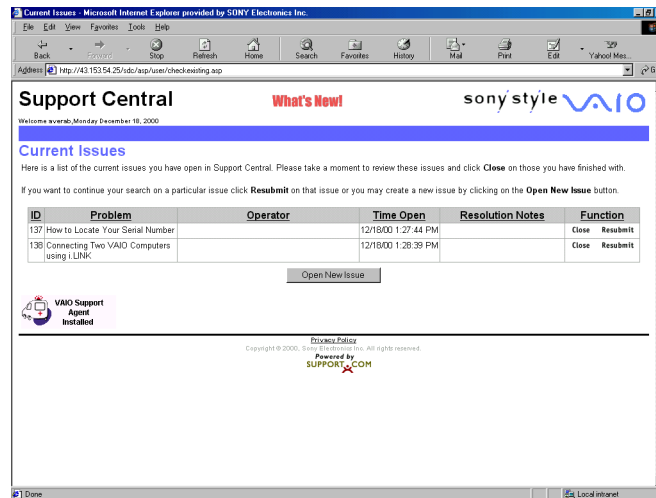 Current Issues - Microsoft Internet Explorer provided by SONY Electronics Inc.
File Edit View Favorites Tools Help
Back Forward Stop Refresh Home Search Favorites History Mail Print Edit Yahoo! Mes...
Address http://43.153.54.25/sdc/asp/user/checkexisting.asp
Support Central What's New! sony style VAIO
Monday December 18, 2000
Current Issues
Here is a list of the current issues you have open in Support Central. Please take a moment to review these issues and click Close on those you have finished with.
If you want to continue your search on a particular issue click Resubmit on that issue or you may create a new issue by clicking on the Open New Issue button.
ID Problem Operator Time Open Resolution Notes Function
137 How to Locate Your Serial Number 12/18/00 1:27:44 PM Close Resubmit
138 Connecting Two VAIO Computers 12/18/00 1:28:39 PM Close Resubmit
using i.LINK
Open New Issue
VAIO Support
Agent
Installed
Privacy Policy
Copyright © 2000, Sony Electronics Inc. All rights reserved.
Powered by
SUPPORT.COM
Done Local intranet